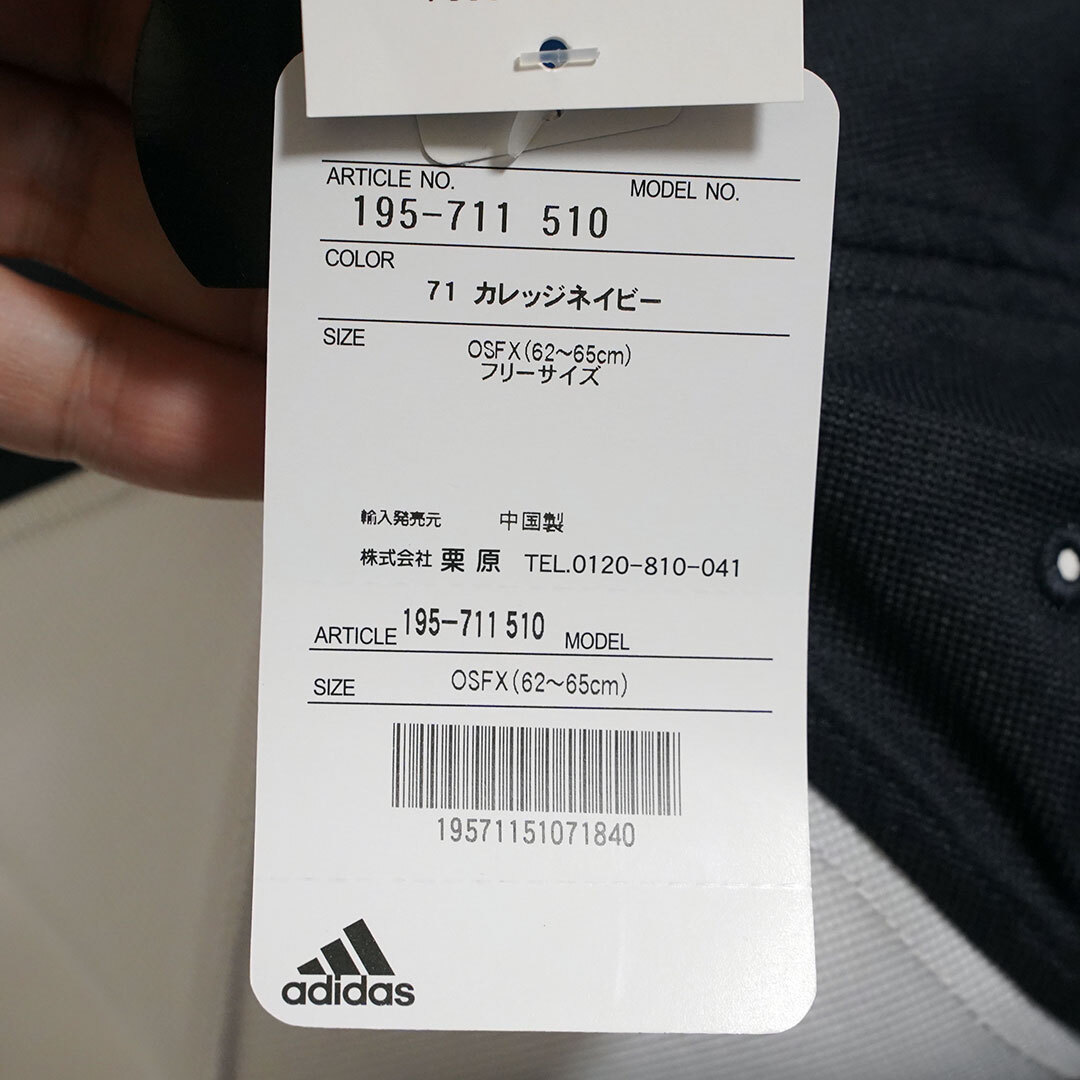 ARTICLE NO. MODEL NO.
195-711 510
COLOR
71 カレッジネイビー
SIZE
OSFX(62〜65cm)
フリーサイズ
輸入発売元 中国製
株式会社 栗原 TEL.0120-810-041
ARTICLE 195-711 510 MODEL
SIZE OSFX(62〜65cm)
19571151071840
adidas